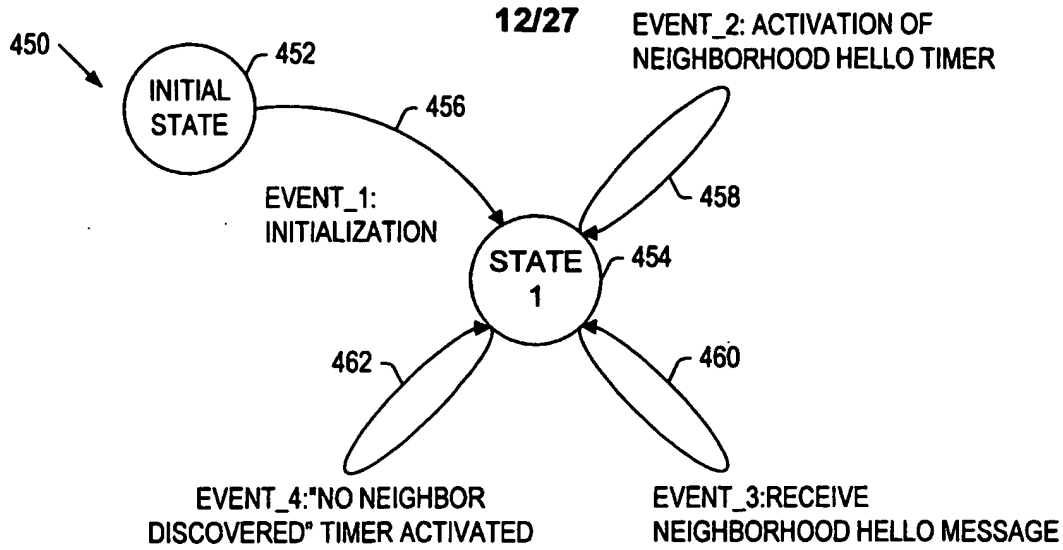 12/27
450
452
INITIAL
STATE
456
EVENT_1:
INITIALIZATION
EVENT_2: ACTIVATION OF
NEIGHBORHOOD HELLO TIMER
458
STATE
1
454
462
460
EVENT_4:"NO NEIGHBOR
DISCOVERED" TIMER ACTIVATED
EVENT_3:RECEIVE
NEIGHBORHOOD HELLO MESSAGE